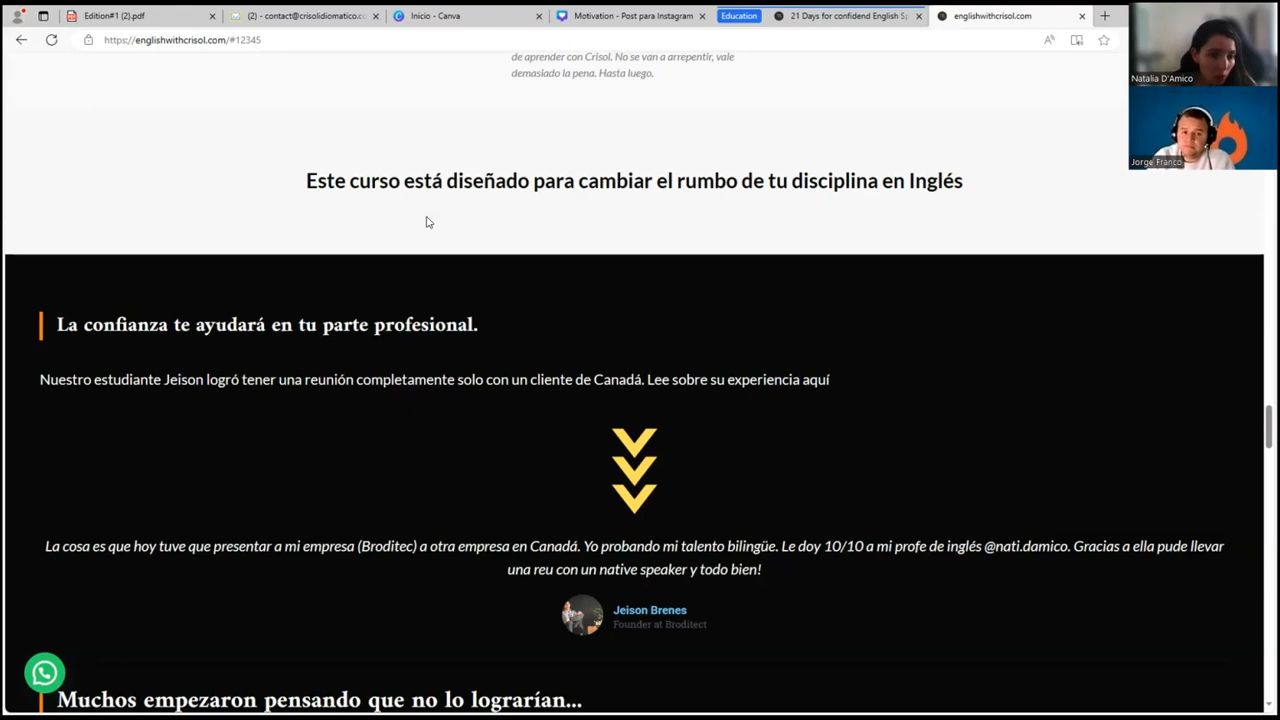 Edition#1 (2).pdf
(2) - contact@crisolidiomatico.c
Inicio - Canva
Motivation - Post para Instagram
Education
21 Days for confidend English Sp
englishwithcrisol.com
https://englishwithcrisol.com/#12345
Natalia D'Amico
Jorge Franco
de aprender con Crisol. No se van a arrepentir, vale
demasiado la pena. Hasta luego.
Este curso está diseñado para cambiar el rumbo de tu disciplina en Inglés
La confianza te ayudará en tu parte profesional.
Nuestro estudiante Jeison logró tener una reunión completamente solo con un cliente de Canadá. Lee sobre su experiencia aquí
La cosa es que hoy tuve que presentar a mi empresa (Broditec) a otra empresa en Canadá. Yo probando mi talento bilingüe. Le doy 10/10 a mi profe de inglés @nati.damico. Gracias a ella pude llevar
una reu con un native speaker y todo bien!
Jeison Brenes
Founder at Broditect
Muchos empezaron pensando que no lo lograrían...